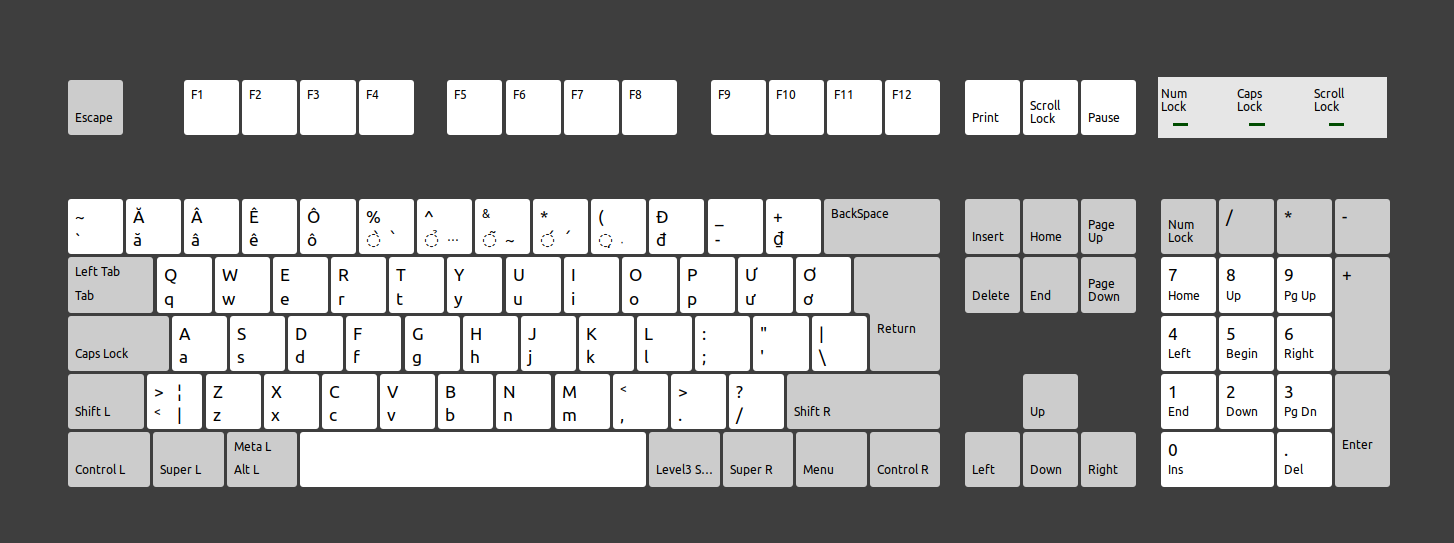 Escape
F1 F2 F3 F4
F5 F6 F7 F8
F9 F10 F11 F12
Print
Scroll
Lock
Pause
Num
Lock
Caps
Lock
Scroll
Lock
~ Ă Â Ê Ô % ^ & * ( Đ _ + BackSpace
` ă â ê ô ◌̀ ` ◌̉ ... ◌̃ ~ ◌́ ´ ◌̣ . đ - ₫
Insert
Home
Page
Up
Num
Lock
/
*
-
Left Tab
Tab
Q W E R T Y U I O P Ư Ơ
q w e r t y u i o p ư ơ
Return
Delete
End
Page
Down
7
Home
8
Up
9
Pg Up
+
Caps Lock
A S D F G H J K L : " |
a s d f g h j k l ; ' \
4
Left
5
Begin
6
Right
Shift L
> ¦ Z X C V B N M < > ?
< | z x c v b n m , . /
Shift R
Up
1
End
2
Down
3
Pg Dn
Enter
Control L
Super L
Meta L
Alt L
Level3 S...
Super R
Menu
Control R
Left
Down
Right
0
Ins
.
Del